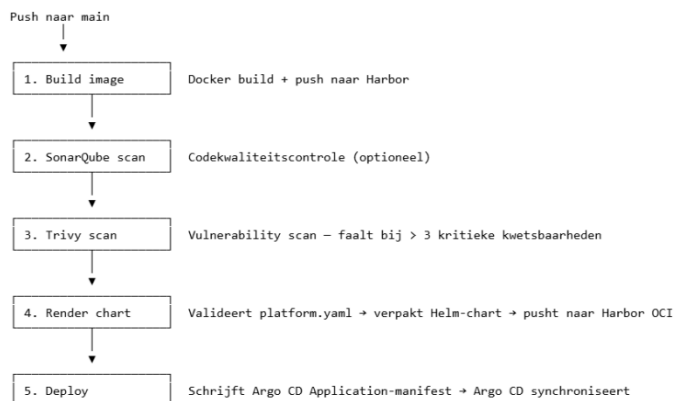 Push naar main
1. Build image Docker build + push naar Harbor
2. SonarQube scan Codekwaliteitscontrole (optioneel)
3. Trivy scan Vulnerability scan — faalt bij > 3 kritieke kwetsbaarheden
4. Render chart Valideert platform.yaml → verpakt Helm-chart → pusht naar Harbor OCI
5. Deploy Schrijft Argo CD Application-manifest → Argo CD synchroniseert